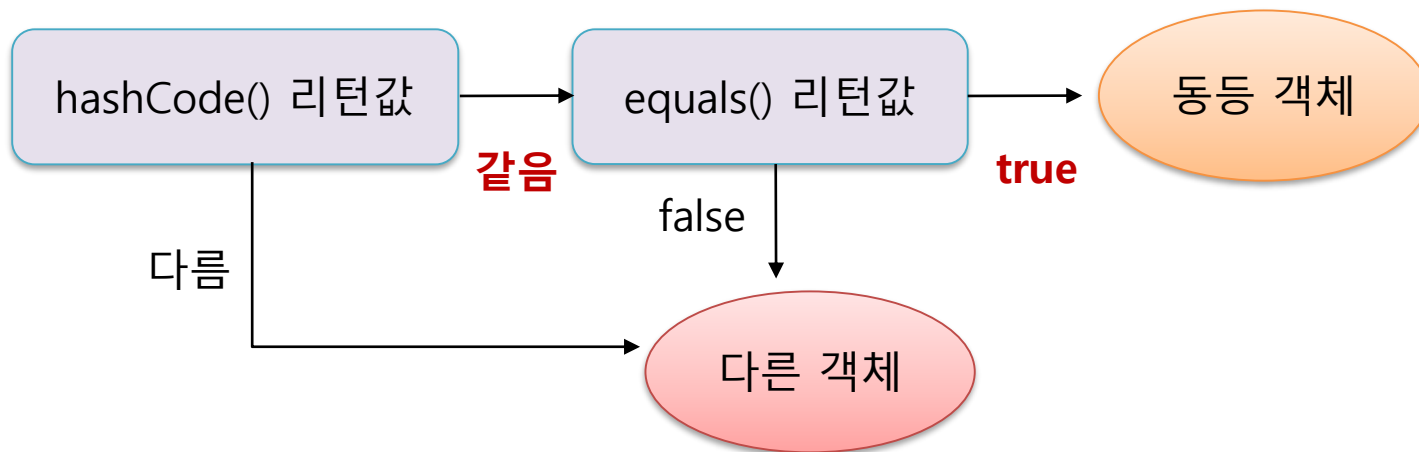 hashCode() 리턴값
equals() 리턴값
동등 객체
같음
true
false
다름
다른 객체